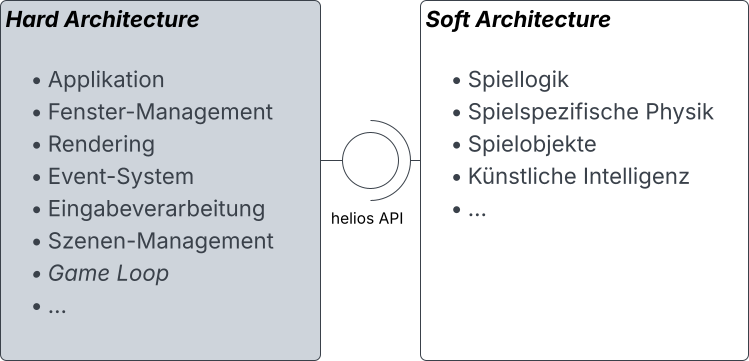 Hard Architecture
• Applikation
• Fenster-Management
• Rendering
• Event-System
• Eingabeverarbeitung
• Szenen-Management
• Game Loop
• ...
helios API
Soft Architecture
• Spiellogik
• Spielspezifische Physik
• Spielobjekte
• Künstliche Intelligenz
• ...